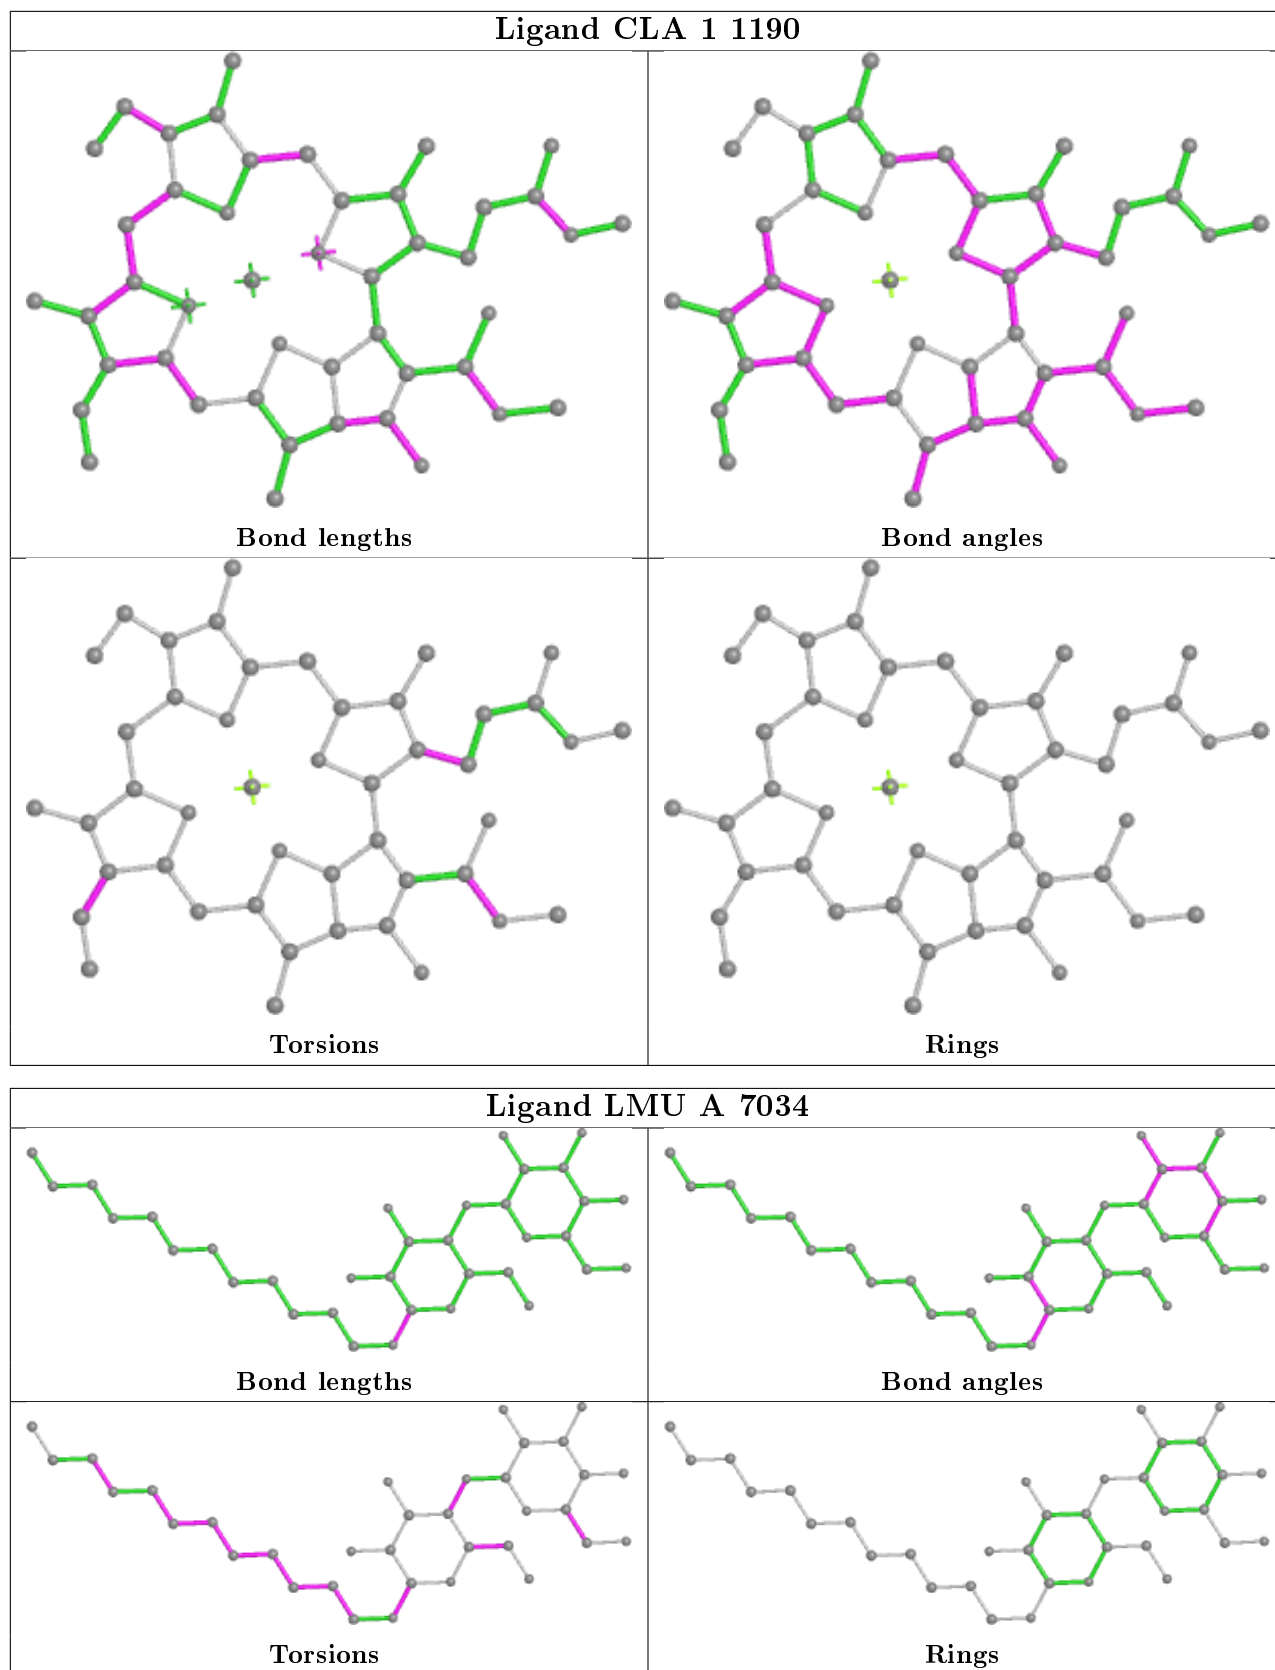 Ligand CLA 1 1190
Bond lengths
Bond angles
Torsions
Rings
Ligand LMU A 7034
Bond lengths
Bond angles
Torsions
Rings